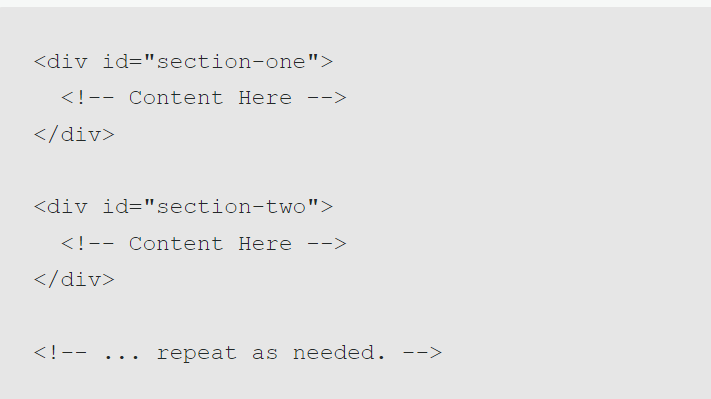 <div id="section-one">
  <!-- Content Here -->
</div>

<div id="section-two">
  <!-- Content Here -->
</div>

<!-- ... repeat as needed. -->